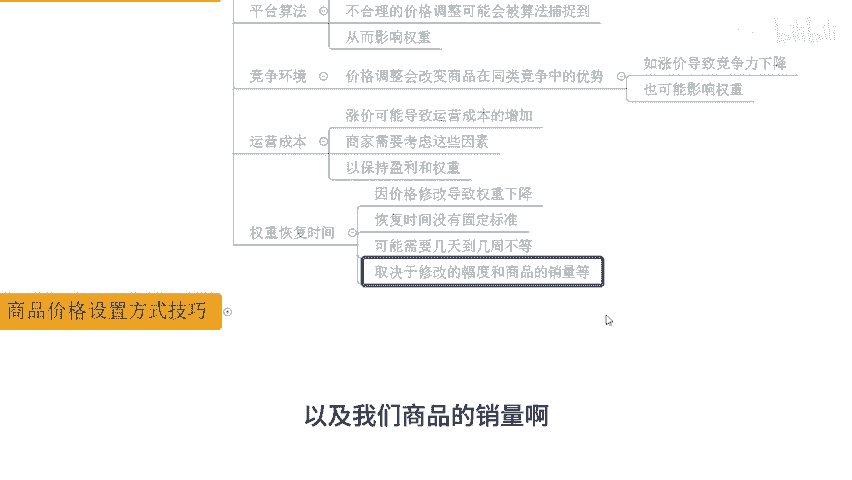 bilibili
平台算法
不合理的价格调整可能会被算法捕捉到
从而影响权重
竞争环境
价格调整会改变商品在同类竞争中的优势
如涨价导致竞争力下降
也可能影响权重
运营成本
涨价可能导致运营成本的增加
商家需要考虑这些因素
以保持盈利和权重
权重恢复时间
因价格修改导致权重下降
恢复时间没有固定标准
可能需要几天到几周不等
取决于修改的幅度和商品的销量等
商品价格设置方式技巧
以及我们商品的销量啊